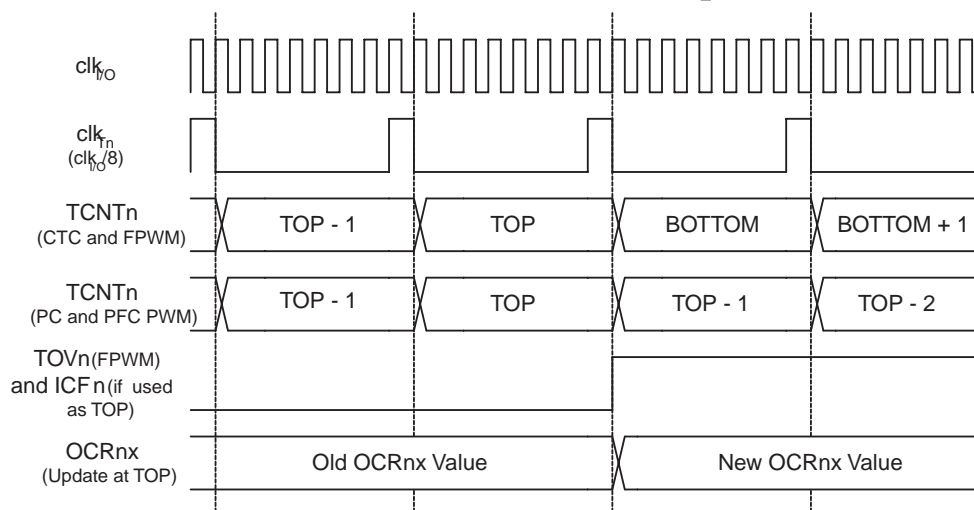 clkI/O
clkTn
(clkI/O/8)
TCNTn
(CTC and FPWM)
TOP - 1
TOP
BOTTOM
BOTTOM + 1
TCNTn
(PC and PFC PWM)
TOP - 1
TOP
TOP - 1
TOP - 2
TOVn(FPWM)
and ICFn(if used
as TOP)
OCRnx
(Update at TOP)
Old OCRnx Value
New OCRnx Value